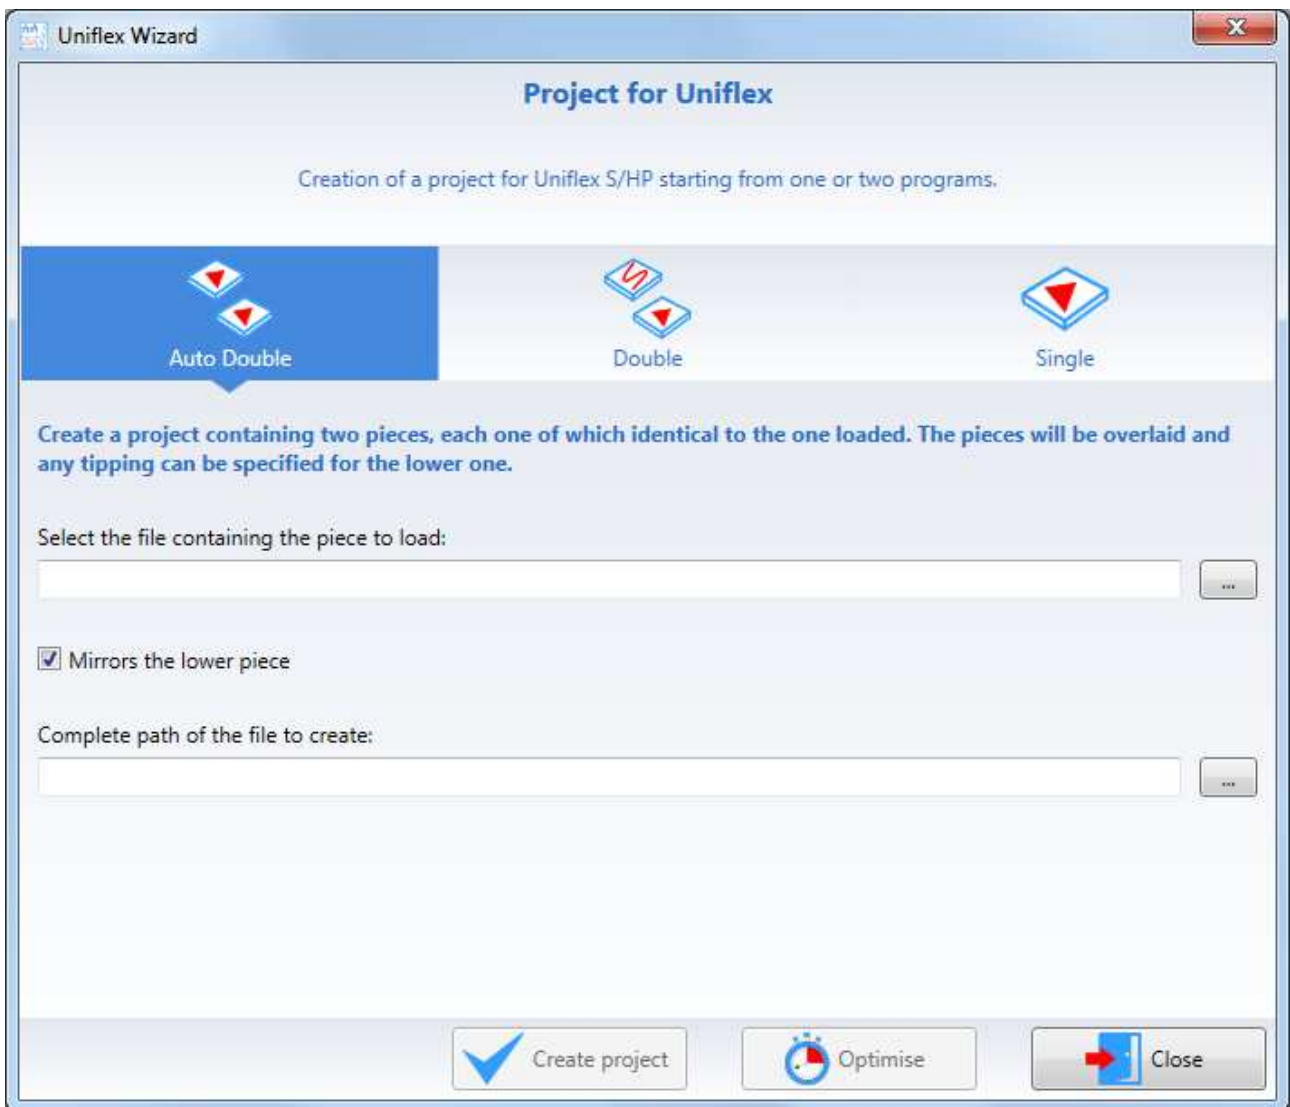 Uniflex Wizard
Project for Uniflex
Creation of a project for Uniflex S/HP starting from one or two programs.
Auto Double
Double
Single
Create a project containing two pieces, each one of which identical to the one loaded. The pieces will be overlaid and
any tipping can be specified for the lower one.
Select the file containing the piece to load:
...
Mirrors the lower piece
Complete path of the file to create:
...
Create project
Optimise
Close